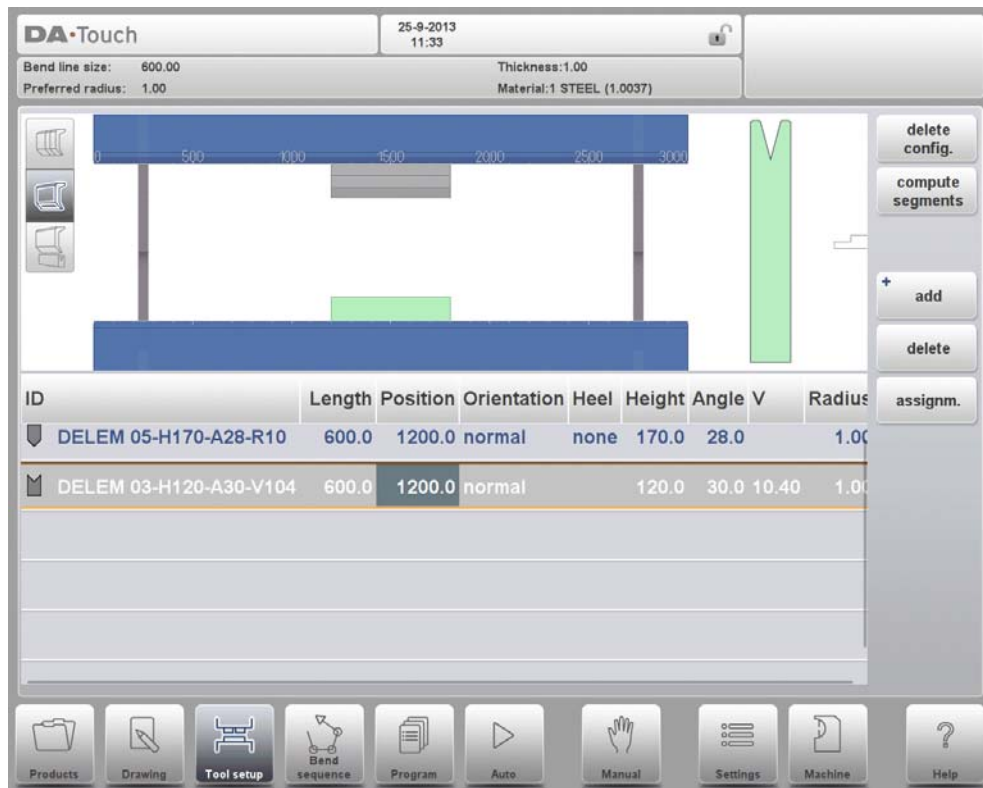 DA·Touch
25-9-2013
11:33
Bend line size: 600.00
Thickness:1.00
Preferred radius: 1.00
Material:1 STEEL (1.0037)
0 500 1000 1500 2000 2500 3000
delete
config.
compute
segments
+ add
delete
assignm.
ID Length Position Orientation Heel Height Angle V Radius
DELEM 05-H170-A28-R10 600.0 1200.0 normal none 170.0 28.0 1.00
DELEM 03-H120-A30-V104 600.0 1200.0 normal 120.0 30.0 10.40 1.00
Products
Drawing
Tool setup
Bend
sequence
Program
Auto
Manual
Settings
Machine
? Help